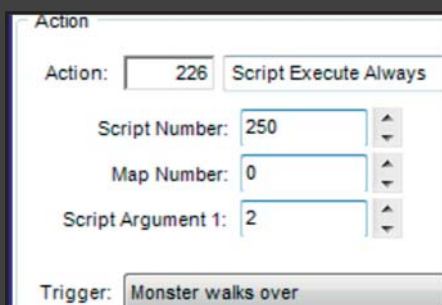 Action
Action: 226 Script Execute Always
Script Number: 250
Map Number: 0
Script Argument 1: 2
Trigger: Monster walks over